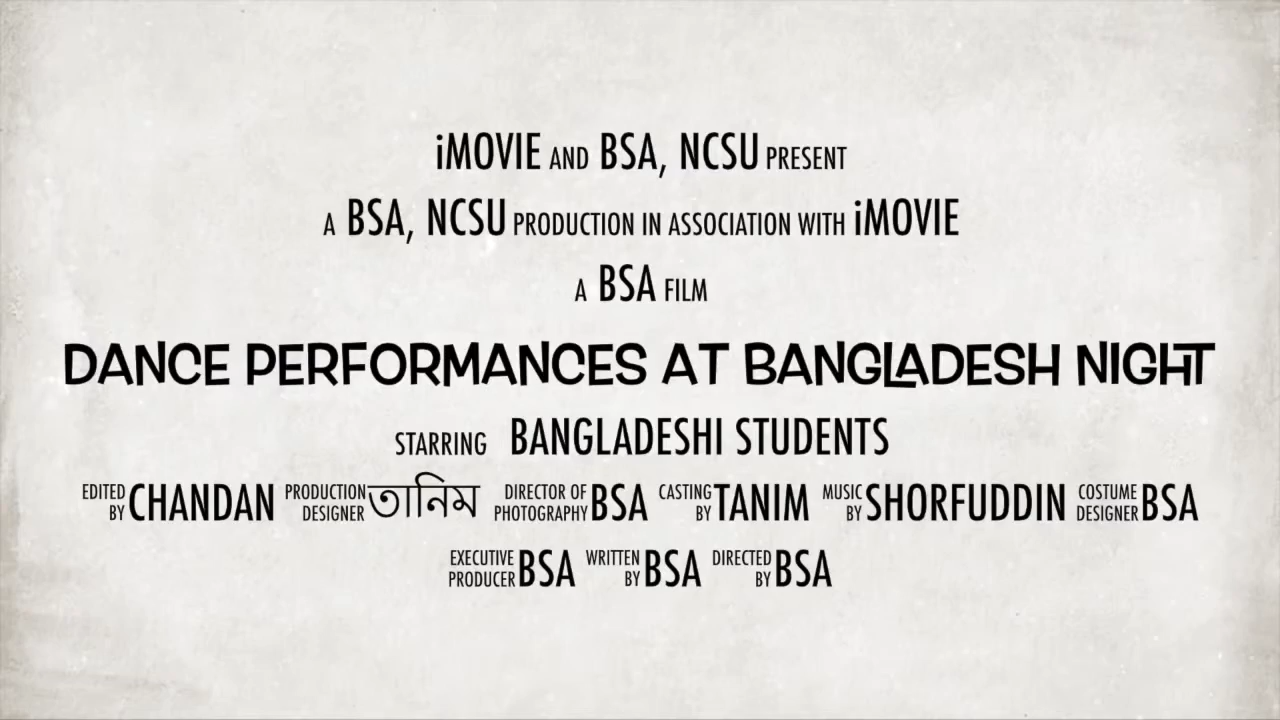 iMOVIE AND BSA, NCSU PRESENT
A BSA, NCSU PRODUCTION IN ASSOCIATION WITH iMOVIE
A BSA FILM
DANCE PERFORMANCES AT BANGLADESH NIGHT
STARRING BANGLADESHI STUDENTS
EDITED BY CHANDAN PRODUCTION DESIGNER তানিম DIRECTOR OF PHOTOGRAPHY BSA CASTING BY TANIM MUSIC BY SHORFUDDIN COSTUME DESIGNER BSA
EXECUTIVE PRODUCER BSA WRITTEN BY BSA DIRECTED BY BSA